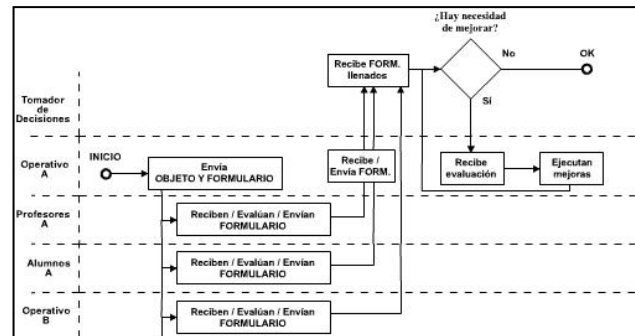 ¿Hay necesidad
de mejorar?
No
OK
Recibe FORM.
llenados
Sí
Tomador
de
Decisiones
Operativo
A
INICIO
Envía
OBJETO Y FORMULARIO
Recibe /
Envía FORM.
Recibe
evaluación
Ejecutan
mejoras
Profesores
A
Reciben / Evalúan / Envían
FORMULARIO
Alumnos
A
Reciben / Evalúan / Envían
FORMULARIO
Operativo
B
Reciben / Evalúan / Envían
FORMULARIO